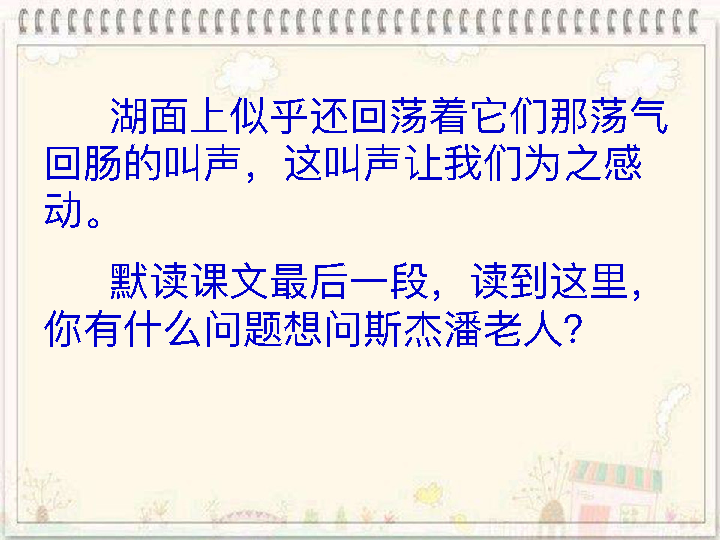 湖面上似乎还回荡着它们那荡气
回肠的叫声，这叫声让我们为之感
动。
默读课文最后一段，读到这里，
你有什么问题想问斯杰潘老人？